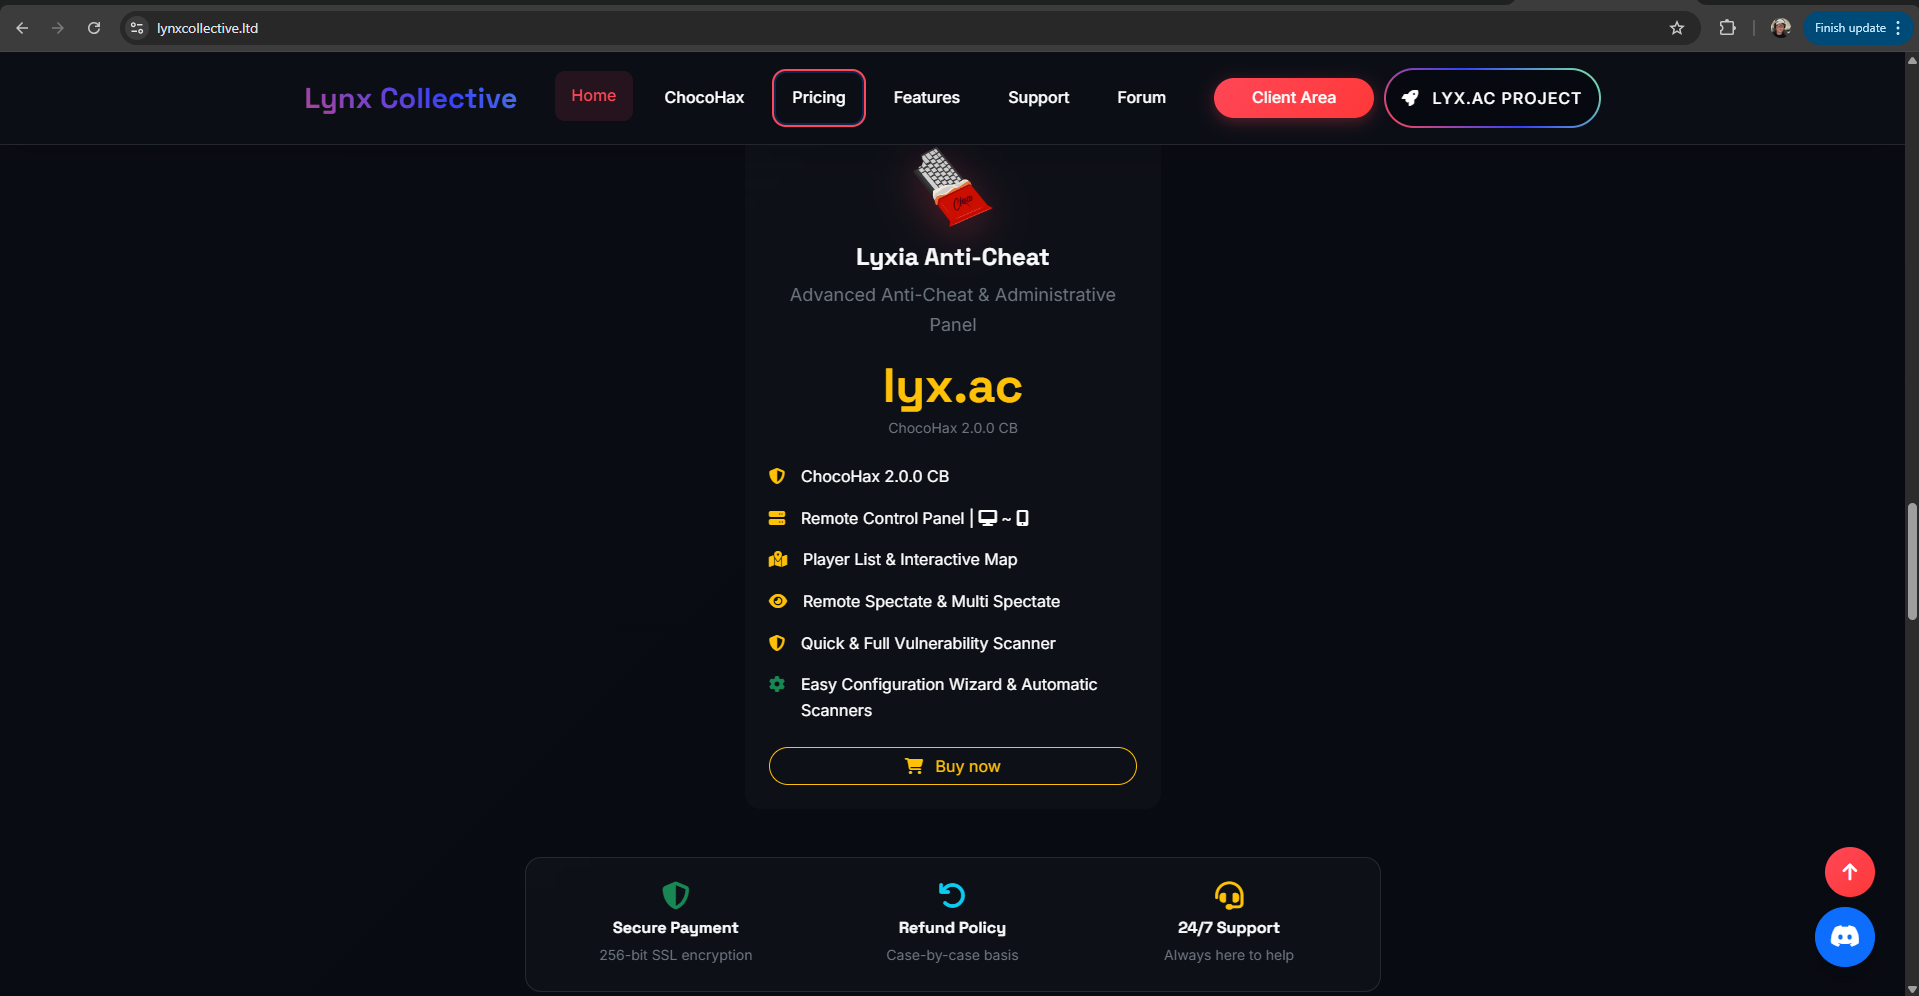 lynxcollective.ltd
Finish update
Lynx Collective
Home
ChocoHax
Pricing
Features
Support
Forum
Client Area
LYX.AC PROJECT
Choco
Lyxia Anti-Cheat
Advanced Anti-Cheat & Administrative
Panel
lyx.ac
ChocoHax 2.0.0 CB
ChocoHax 2.0.0 CB
Remote Control Panel | ~
Player List & Interactive Map
Remote Spectate & Multi Spectate
Quick & Full Vulnerability Scanner
Easy Configuration Wizard & Automatic
Scanners
Buy now
Secure Payment
256-bit SSL encryption
Refund Policy
Case-by-case basis
24/7 Support
Always here to help